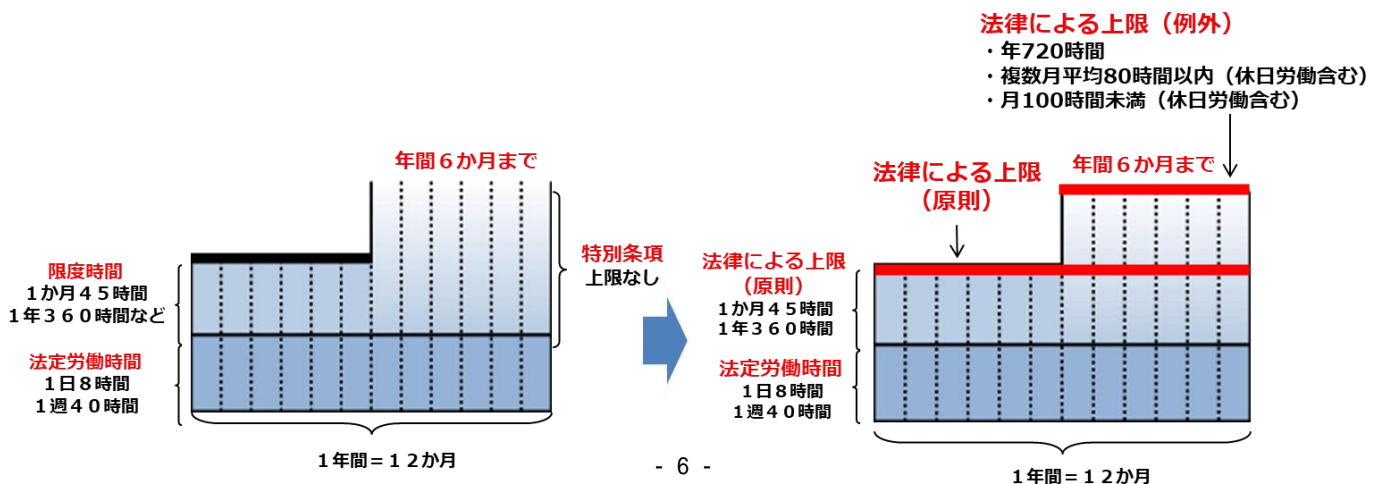 年間６か月まで
限度時間
１か月４５時間
１年３６０時間など
特別条項
上限なし
法定労働時間
１日８時間
１週４０時間
１年間＝１２か月
法律による上限（例外）
・年720時間
・複数月平均80時間以内（休日労働含む）
・月100時間未満（休日労働含む）
法律による上限
（原則）
年間６か月まで
法律による上限
（原則）
１か月４５時間
１年３６０時間
法定労働時間
１日８時間
１週４０時間
１年間＝１２か月
- 6 -